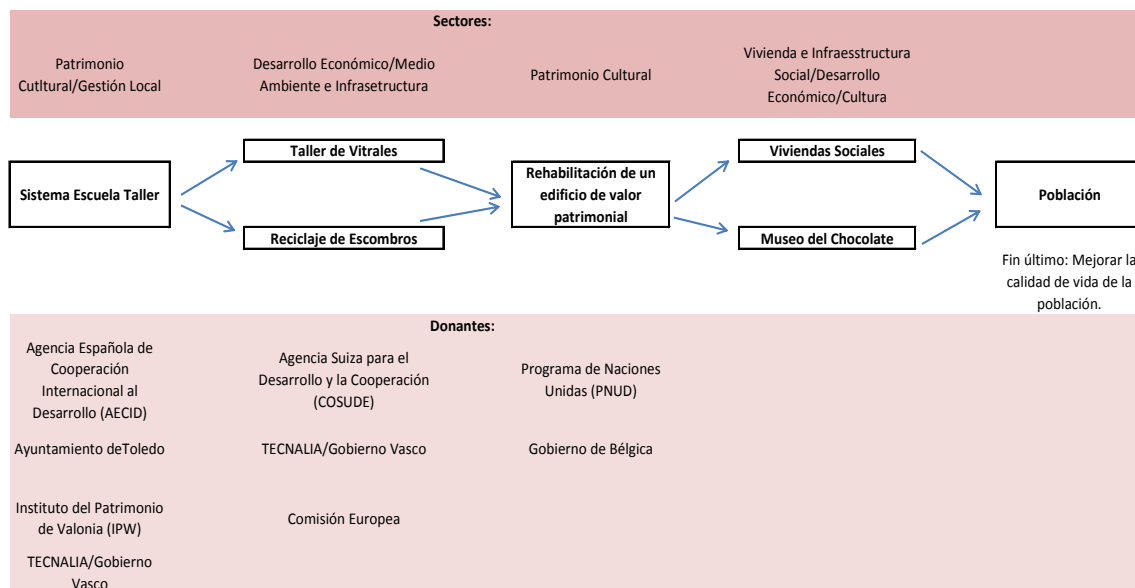 Sectores:
Patrimonio
Cutltural/Gestión Local
Desarrollo Económico/Medio
Ambiente e Infrasetructura
Patrimonio Cultural
Vivienda e Infraesstructura
Social/Desarrollo
Económico/Cultura
Sistema Escuela Taller
Taller de Vitrales
Reciclaje de Escombros
Rehabilitación de un
edificio de valor
patrimonial
Viviendas Sociales
Museo del Chocolate
Población
Fin último: Mejorar la
calidad de vida de la
población.
Donantes:
Agencia Española de
Cooperación
Internacional al
Desarrollo (AECID)
Agencia Suiza para el
Desarrollo y la Cooperación
(COSUDE)
Programa de Naciones
Unidas (PNUD)
Ayuntamiento deToledo
TECNALIA/Gobierno Vasco
Gobierno de Bélgica
Instituto del Patrimonio
de Valonia (IPW)
Comisión Europea
TECNALIA/Gobierno
Vasco